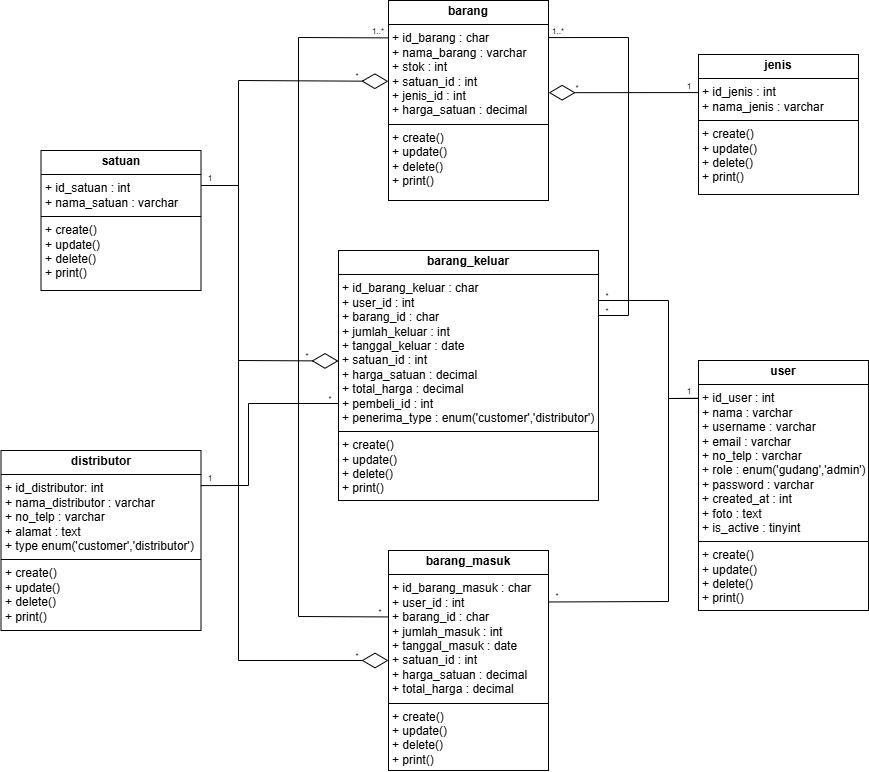 barang
+ id_barang : char
+ nama_barang : varchar
+ stok : int
+ satuan_id : int
+ jenis_id : int
+ harga_satuan : decimal
+ create()
+ update()
+ delete()
+ print()
1..*
1..*
*
*
1
jenis
+ id_jenis : int
+ nama_jenis : varchar
+ create()
+ update()
+ delete()
+ print()
satuan
+ id_satuan : int
+ nama_satuan : varchar
+ create()
+ update()
+ delete()
+ print()
1
barang_keluar
+ id_barang_keluar : char
+ user_id : int
+ barang_id : char
+ jumlah_keluar : int
+ tanggal_keluar : date
+ satuan_id : int
+ harga_satuan : decimal
+ total_harga : decimal
+ pembeli_id : int
+ penerima_type : enum('customer','distributor')
+ create()
+ update()
+ delete()
+ print()
*
*
*
*
1
user
+ id_user : int
+ nama : varchar
+ username : varchar
+ email : varchar
+ no_telp : varchar
+ role : enum('gudang','admin')
+ password : varchar
+ created_at : int
+ foto : text
+ is_active : tinyint
+ create()
+ update()
+ delete()
+ print()
distributor
+ id_distributor: int
+ nama_distributor : varchar
+ no_telp : varchar
+ alamat : text
+ type enum('customer','distributor')
+ create()
+ update()
+ delete()
+ print()
1
barang_masuk
+ id_barang_masuk : char
+ user_id : int
+ barang_id : char
+ jumlah_masuk : int
+ tanggal_masuk : date
+ satuan_id : int
+ harga_satuan : decimal
+ total_harga : decimal
+ create()
+ update()
+ delete()
+ print()
*
*
*